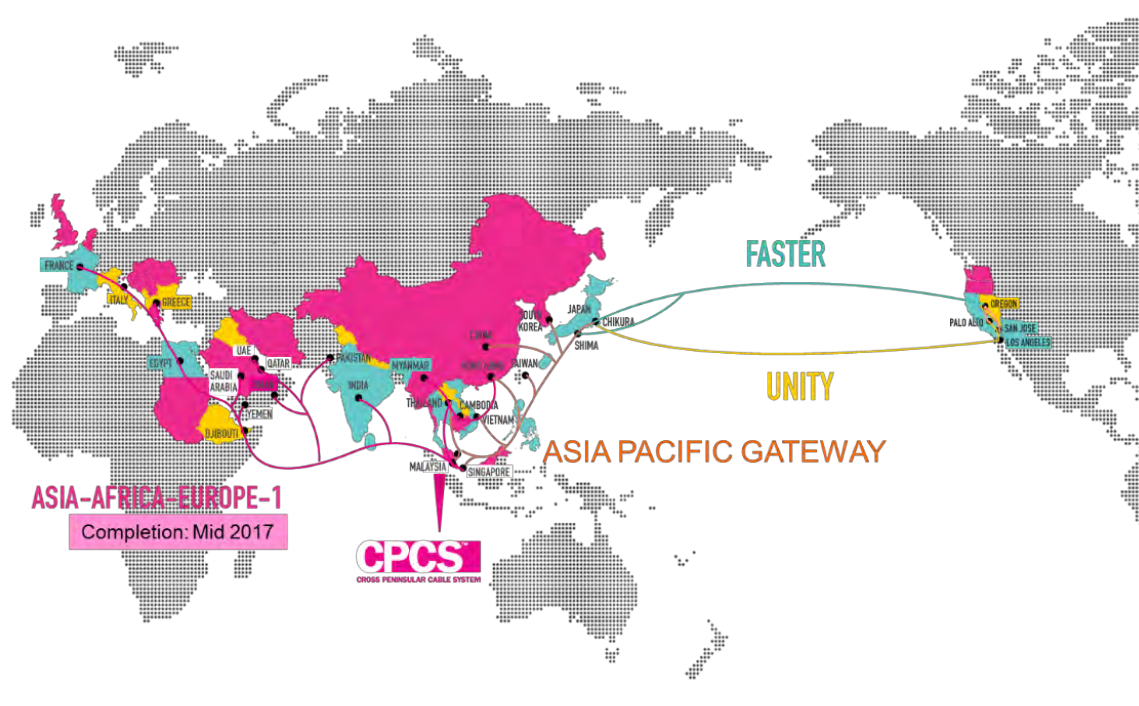 FASTER
FRANCE
ITALY
GREECE
OREGON
JAPAN
SOUTH
KOREA
CHIKURA
PALO ALTO
SAN JOSE
LOS ANGELES
SHIMA
CHINA
UAE
EGYPT
QATAR
PAKISTAN
MYANMAR
HONG KONG
TAIWAN
SAUDI
ARABIA
OMAN
INDIA
UNITY
THAILAND
CAMBODIA
YEMEN
VIETNAM
DJIBOUTI
ASIA PACIFIC GATEWAY
MALAYSIA
SINGAPORE
ASIA-AFRICA-EUROPE-1
Completion: Mid 2017
CPCS™
CROSS PENINSULAR CABLE SYSTEM